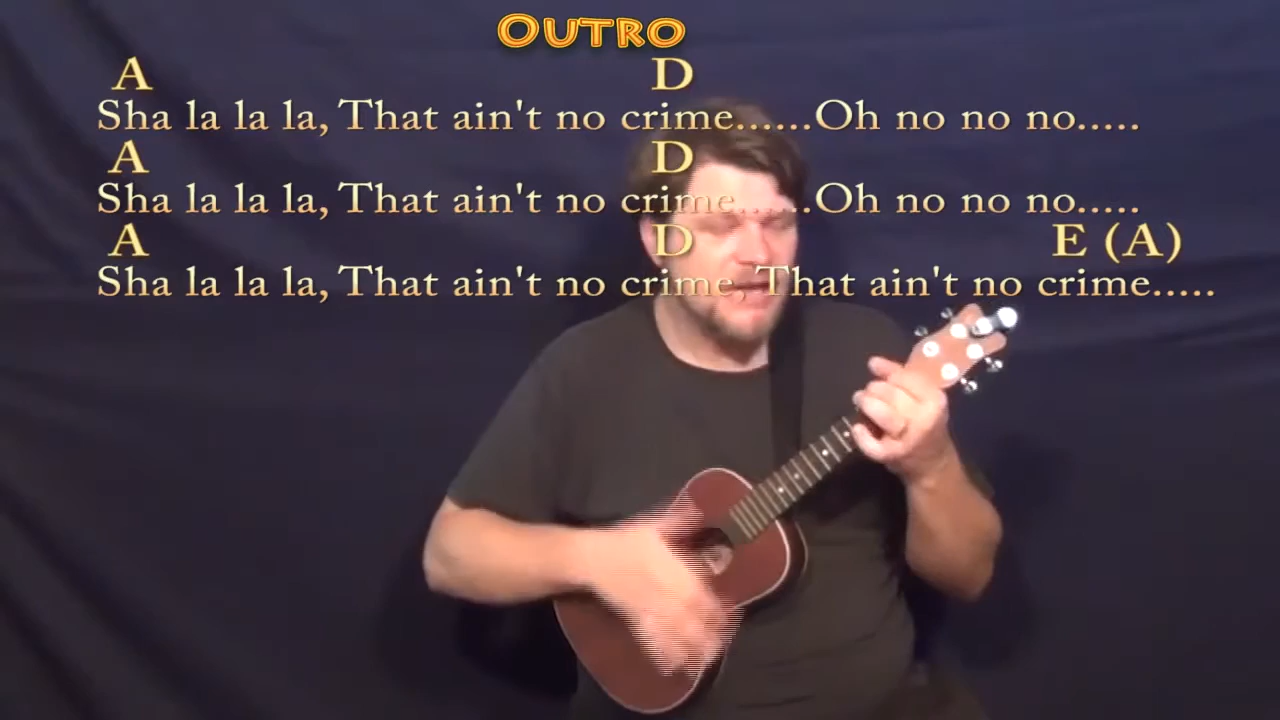 OUTRO
A D
Sha la la la, That ain't no crime......Oh no no no.....
A D
Sha la la la, That ain't no crime......Oh no no no.....
A D E (A)
Sha la la la, That ain't no crime, That ain't no crime.....